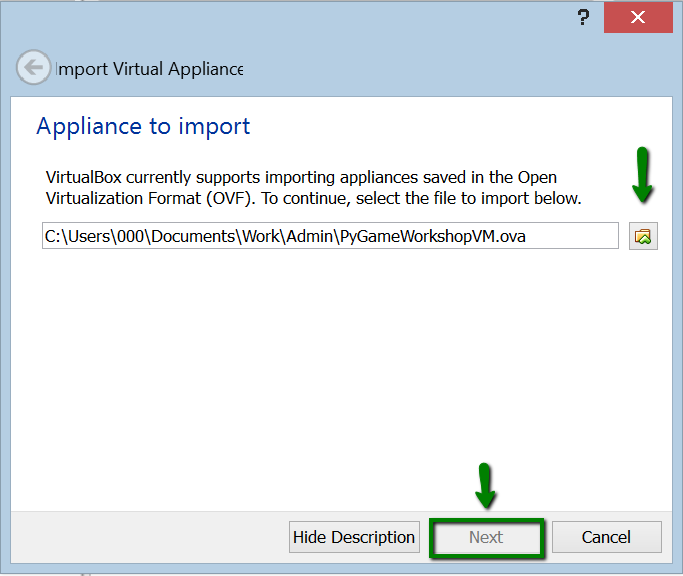 ?
Import Virtual Appliance
Appliance to import
VirtualBox currently supports importing appliances saved in the Open
Virtualization Format (OVF). To continue, select the file to import below.
C:\Users\000\Documents\Work\Admin\PyGameWorkshopVM.ova
Hide Description Next Cancel